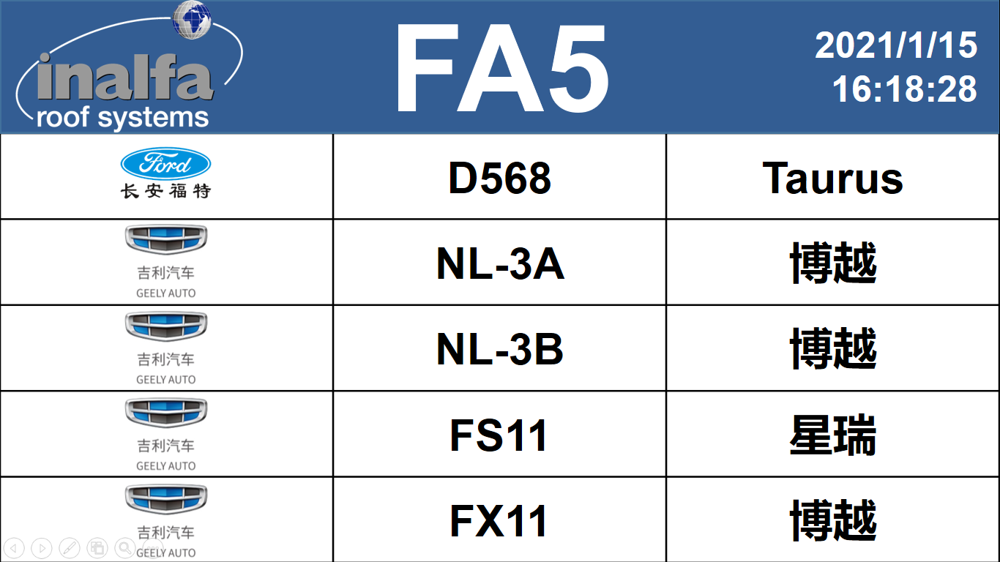 inalfa
roof systems
FA5
2021/1/15
16:18:28
Ford
长安福特
D568
Taurus
吉利汽车
GEELY AUTO
NL-3A
博越
吉利汽车
GEELY AUTO
NL-3B
博越
吉利汽车
GEELY AUTO
FS11
星瑞
吉利汽车
GEELY AUTO
FX11
博越